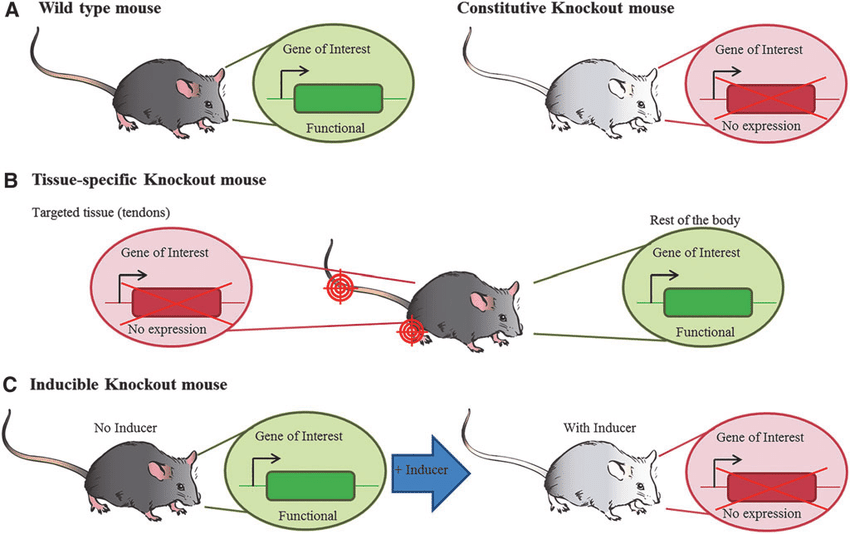 A
Wild type mouse
Constitutive Knockout mouse
Gene of Interest
Functional
Gene of Interest
No expression
B
Tissue-specific Knockout mouse
Targeted tissue (tendons)
Rest of the body
Gene of Interest
No expression
Gene of Interest
Functional
C
Inducible Knockout mouse
No Inducer
Gene of Interest
Functional
+ Inducer
With Inducer
Gene of Interest
No expression